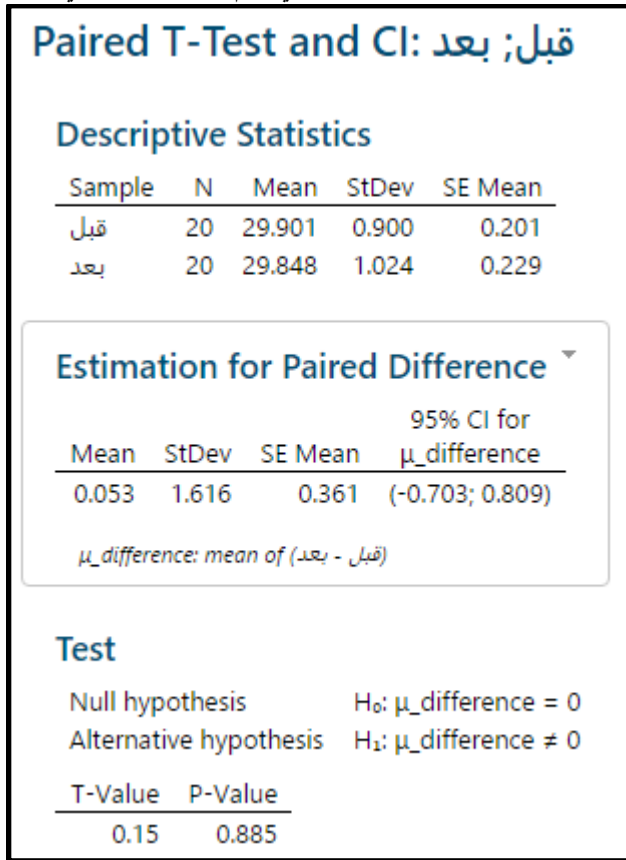 Paired T-Test and CI: قبل; بعد
Descriptive Statistics
Sample N Mean StDev SE Mean
قبل 20 29.901 0.900 0.201
بعد 20 29.848 1.024 0.229
Estimation for Paired Difference
95% CI for
Mean StDev SE Mean μ_difference
0.053 1.616 0.361 (-0.703; 0.809)
μ_difference: mean of (قبل - بعد)
Test
Null hypothesis H₀: μ_difference = 0
Alternative hypothesis H₁: μ_difference ≠ 0
T-Value P-Value
0.15 0.885